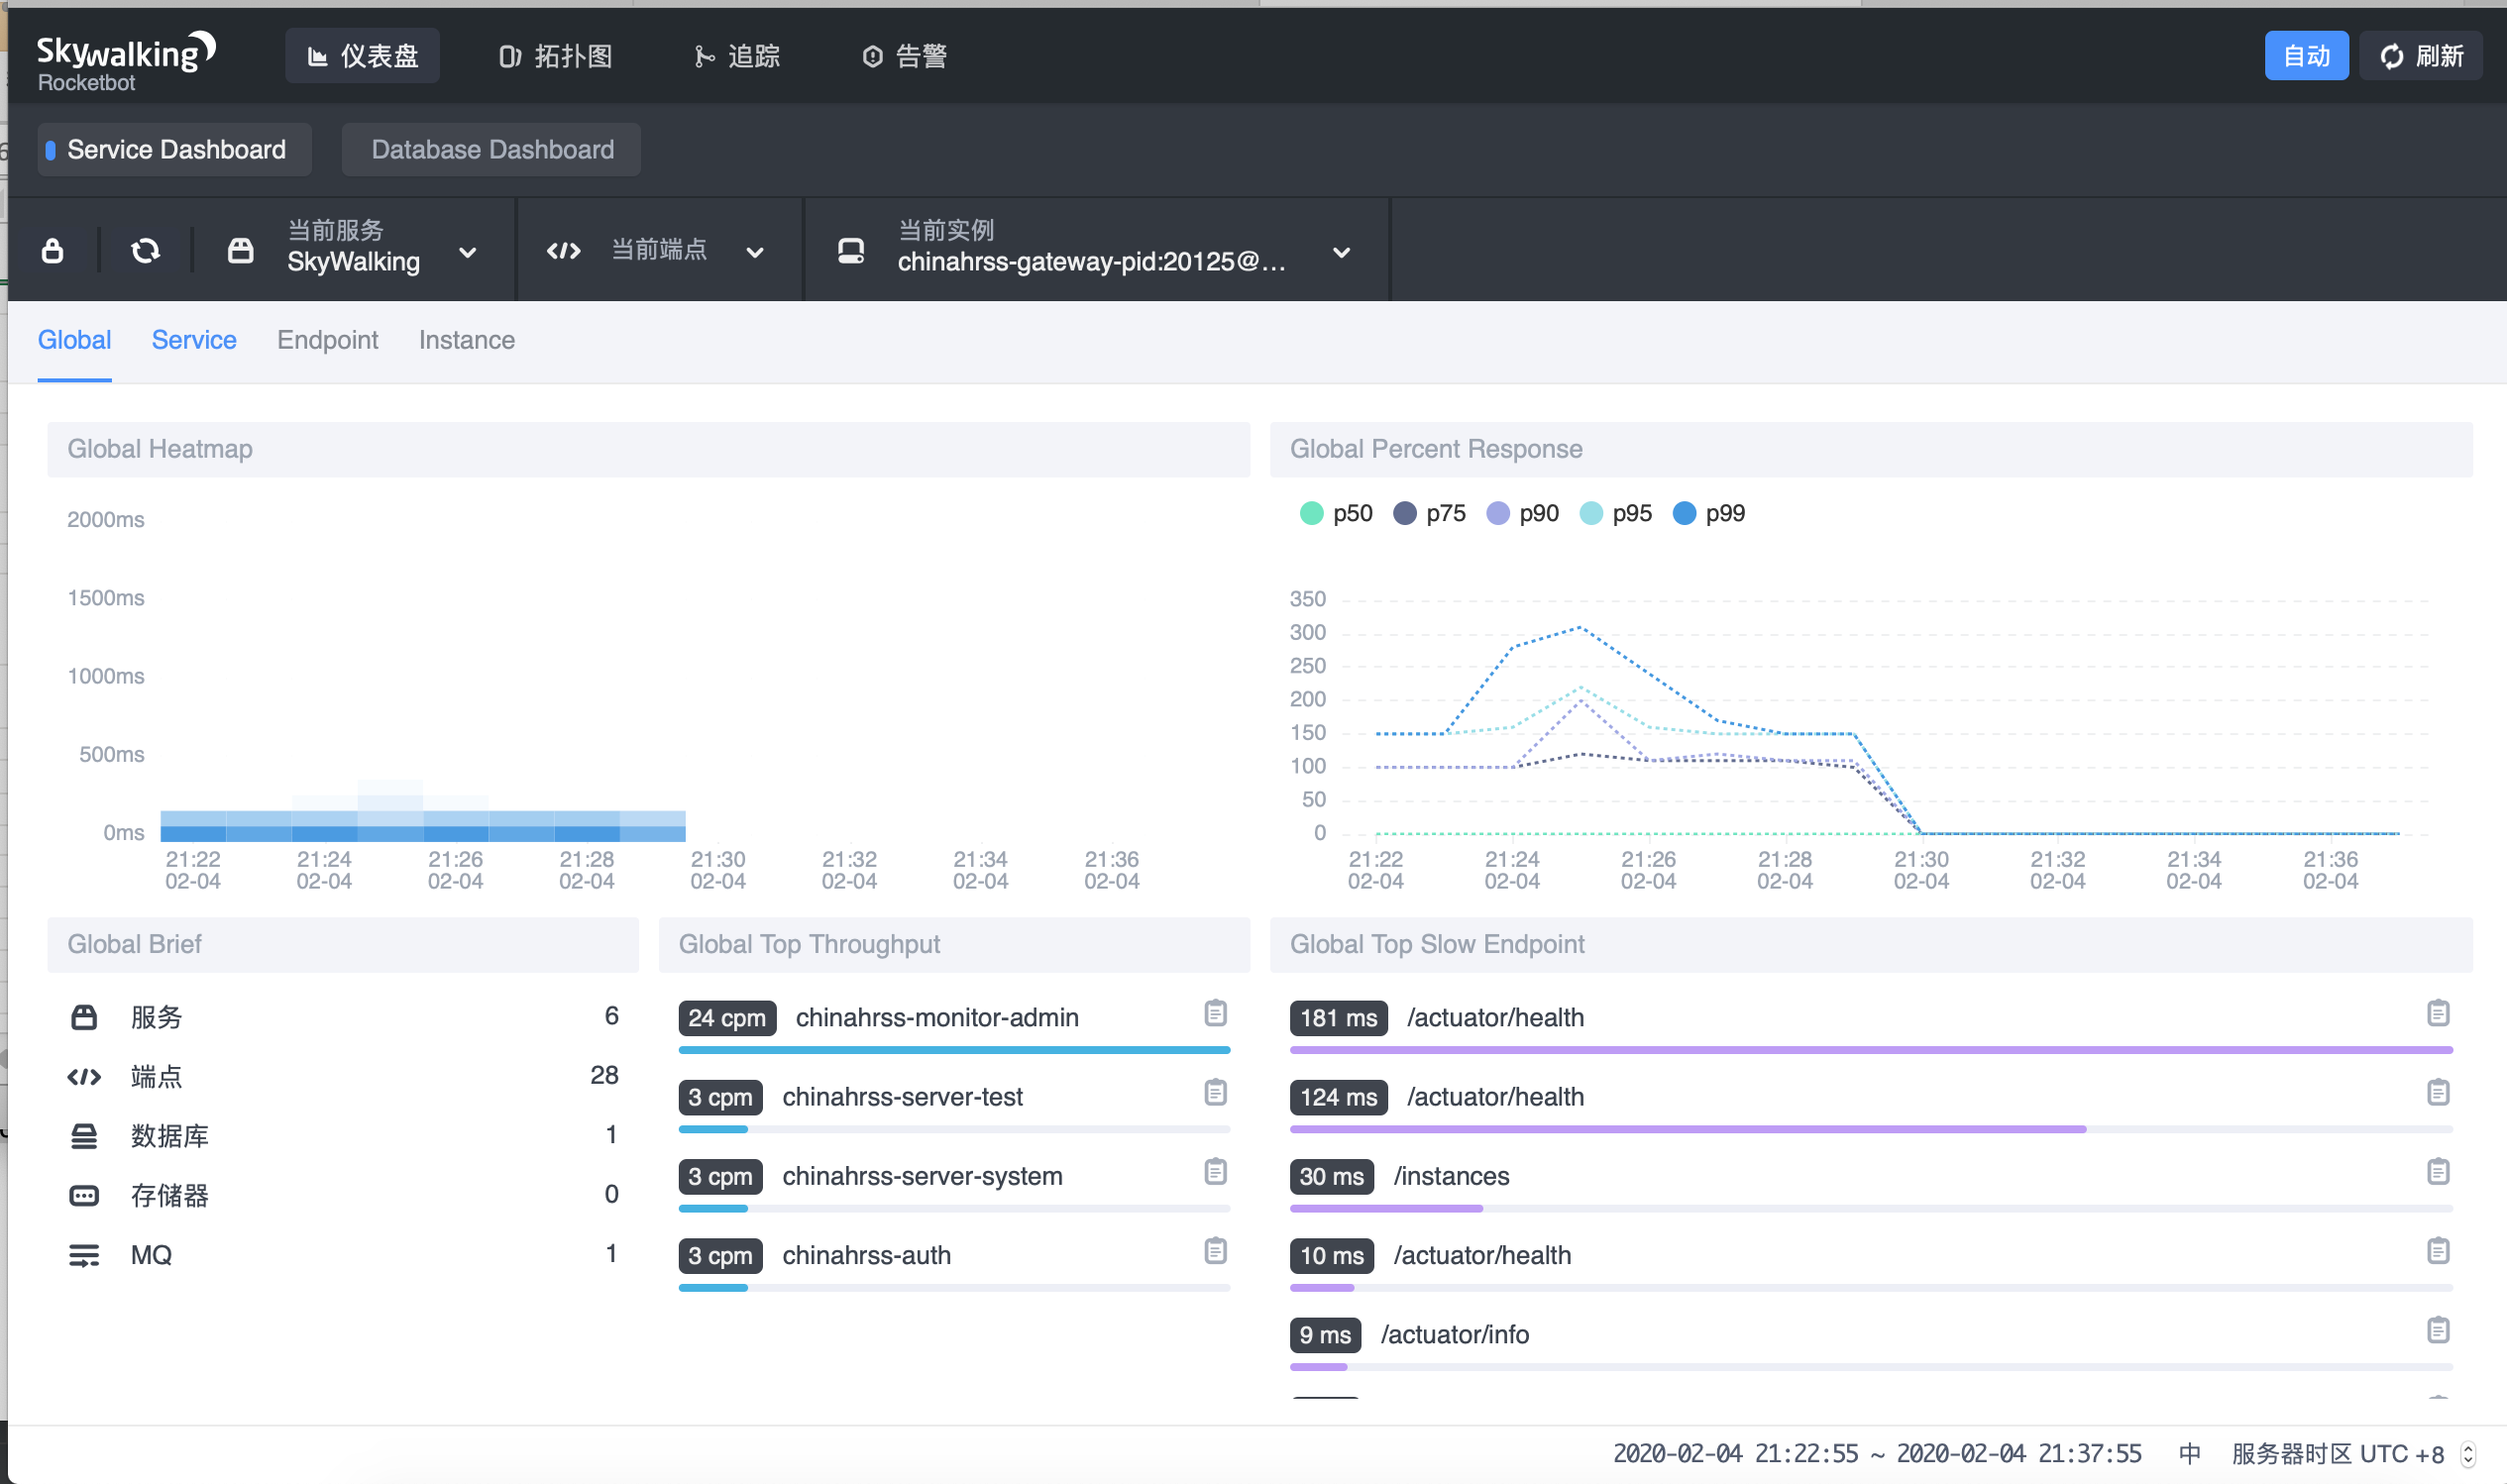 Skywalking
Rocketbot
仪表盘
拓扑图
追踪
告警
自动
刷新
Service Dashboard
Database Dashboard
当前服务
SkyWalking
当前端点
当前实例
chinahrss-gateway-pid:20125@...
Global
Service
Endpoint
Instance
Global Heatmap
2000ms
1500ms
1000ms
500ms
0ms
21:22 21:24 21:26 21:28 21:30 21:32 21:34 21:36
02-04 02-04 02-04 02-04 02-04 02-04 02-04 02-04
Global Percent Response
p50 p75 p90 p95 p99
350
300
250
200
150
100
50
0
21:22 21:24 21:26 21:28 21:30 21:32 21:34 21:36
02-04 02-04 02-04 02-04 02-04 02-04 02-04 02-04
Global Brief
服务 6
端点 28
数据库 1
存储器 0
MQ 1
Global Top Throughput
24 cpm chinahrss-monitor-admin
3 cpm chinahrss-server-test
3 cpm chinahrss-server-system
3 cpm chinahrss-auth
Global Top Slow Endpoint
181 ms /actuator/health
124 ms /actuator/health
30 ms /instances
10 ms /actuator/health
9 ms /actuator/info
2020-02-04 21:22:55 ~ 2020-02-04 21:37:55 中 服务器时区 UTC +8